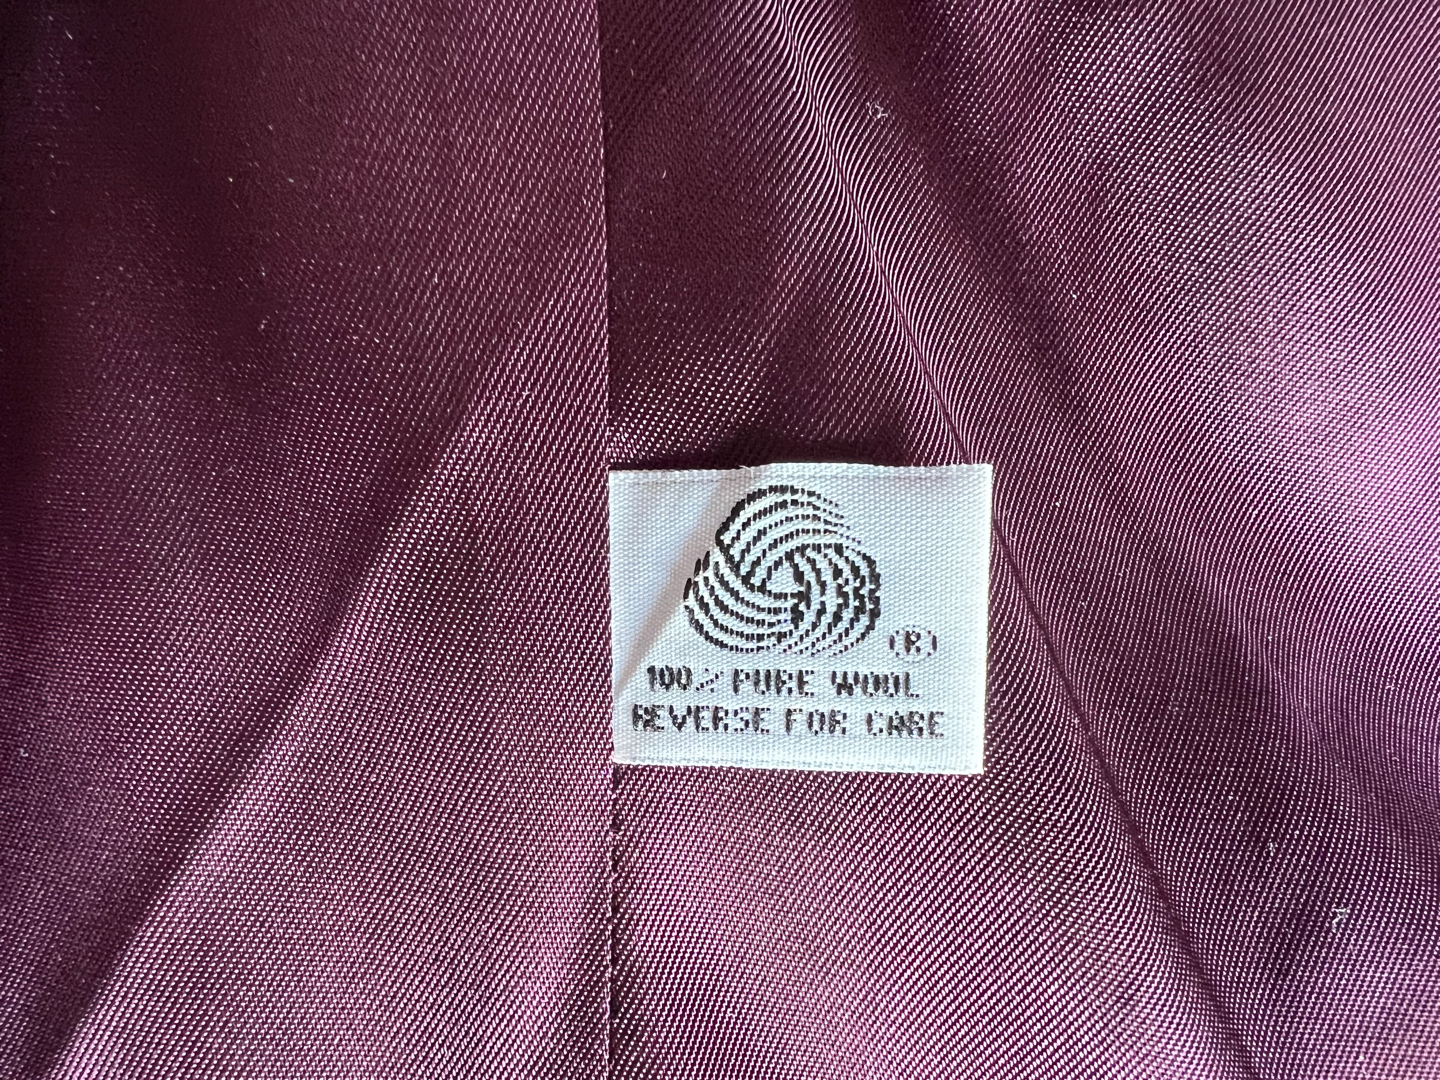 (R)
100% PURE WOOL
REVERSE FOR CARE